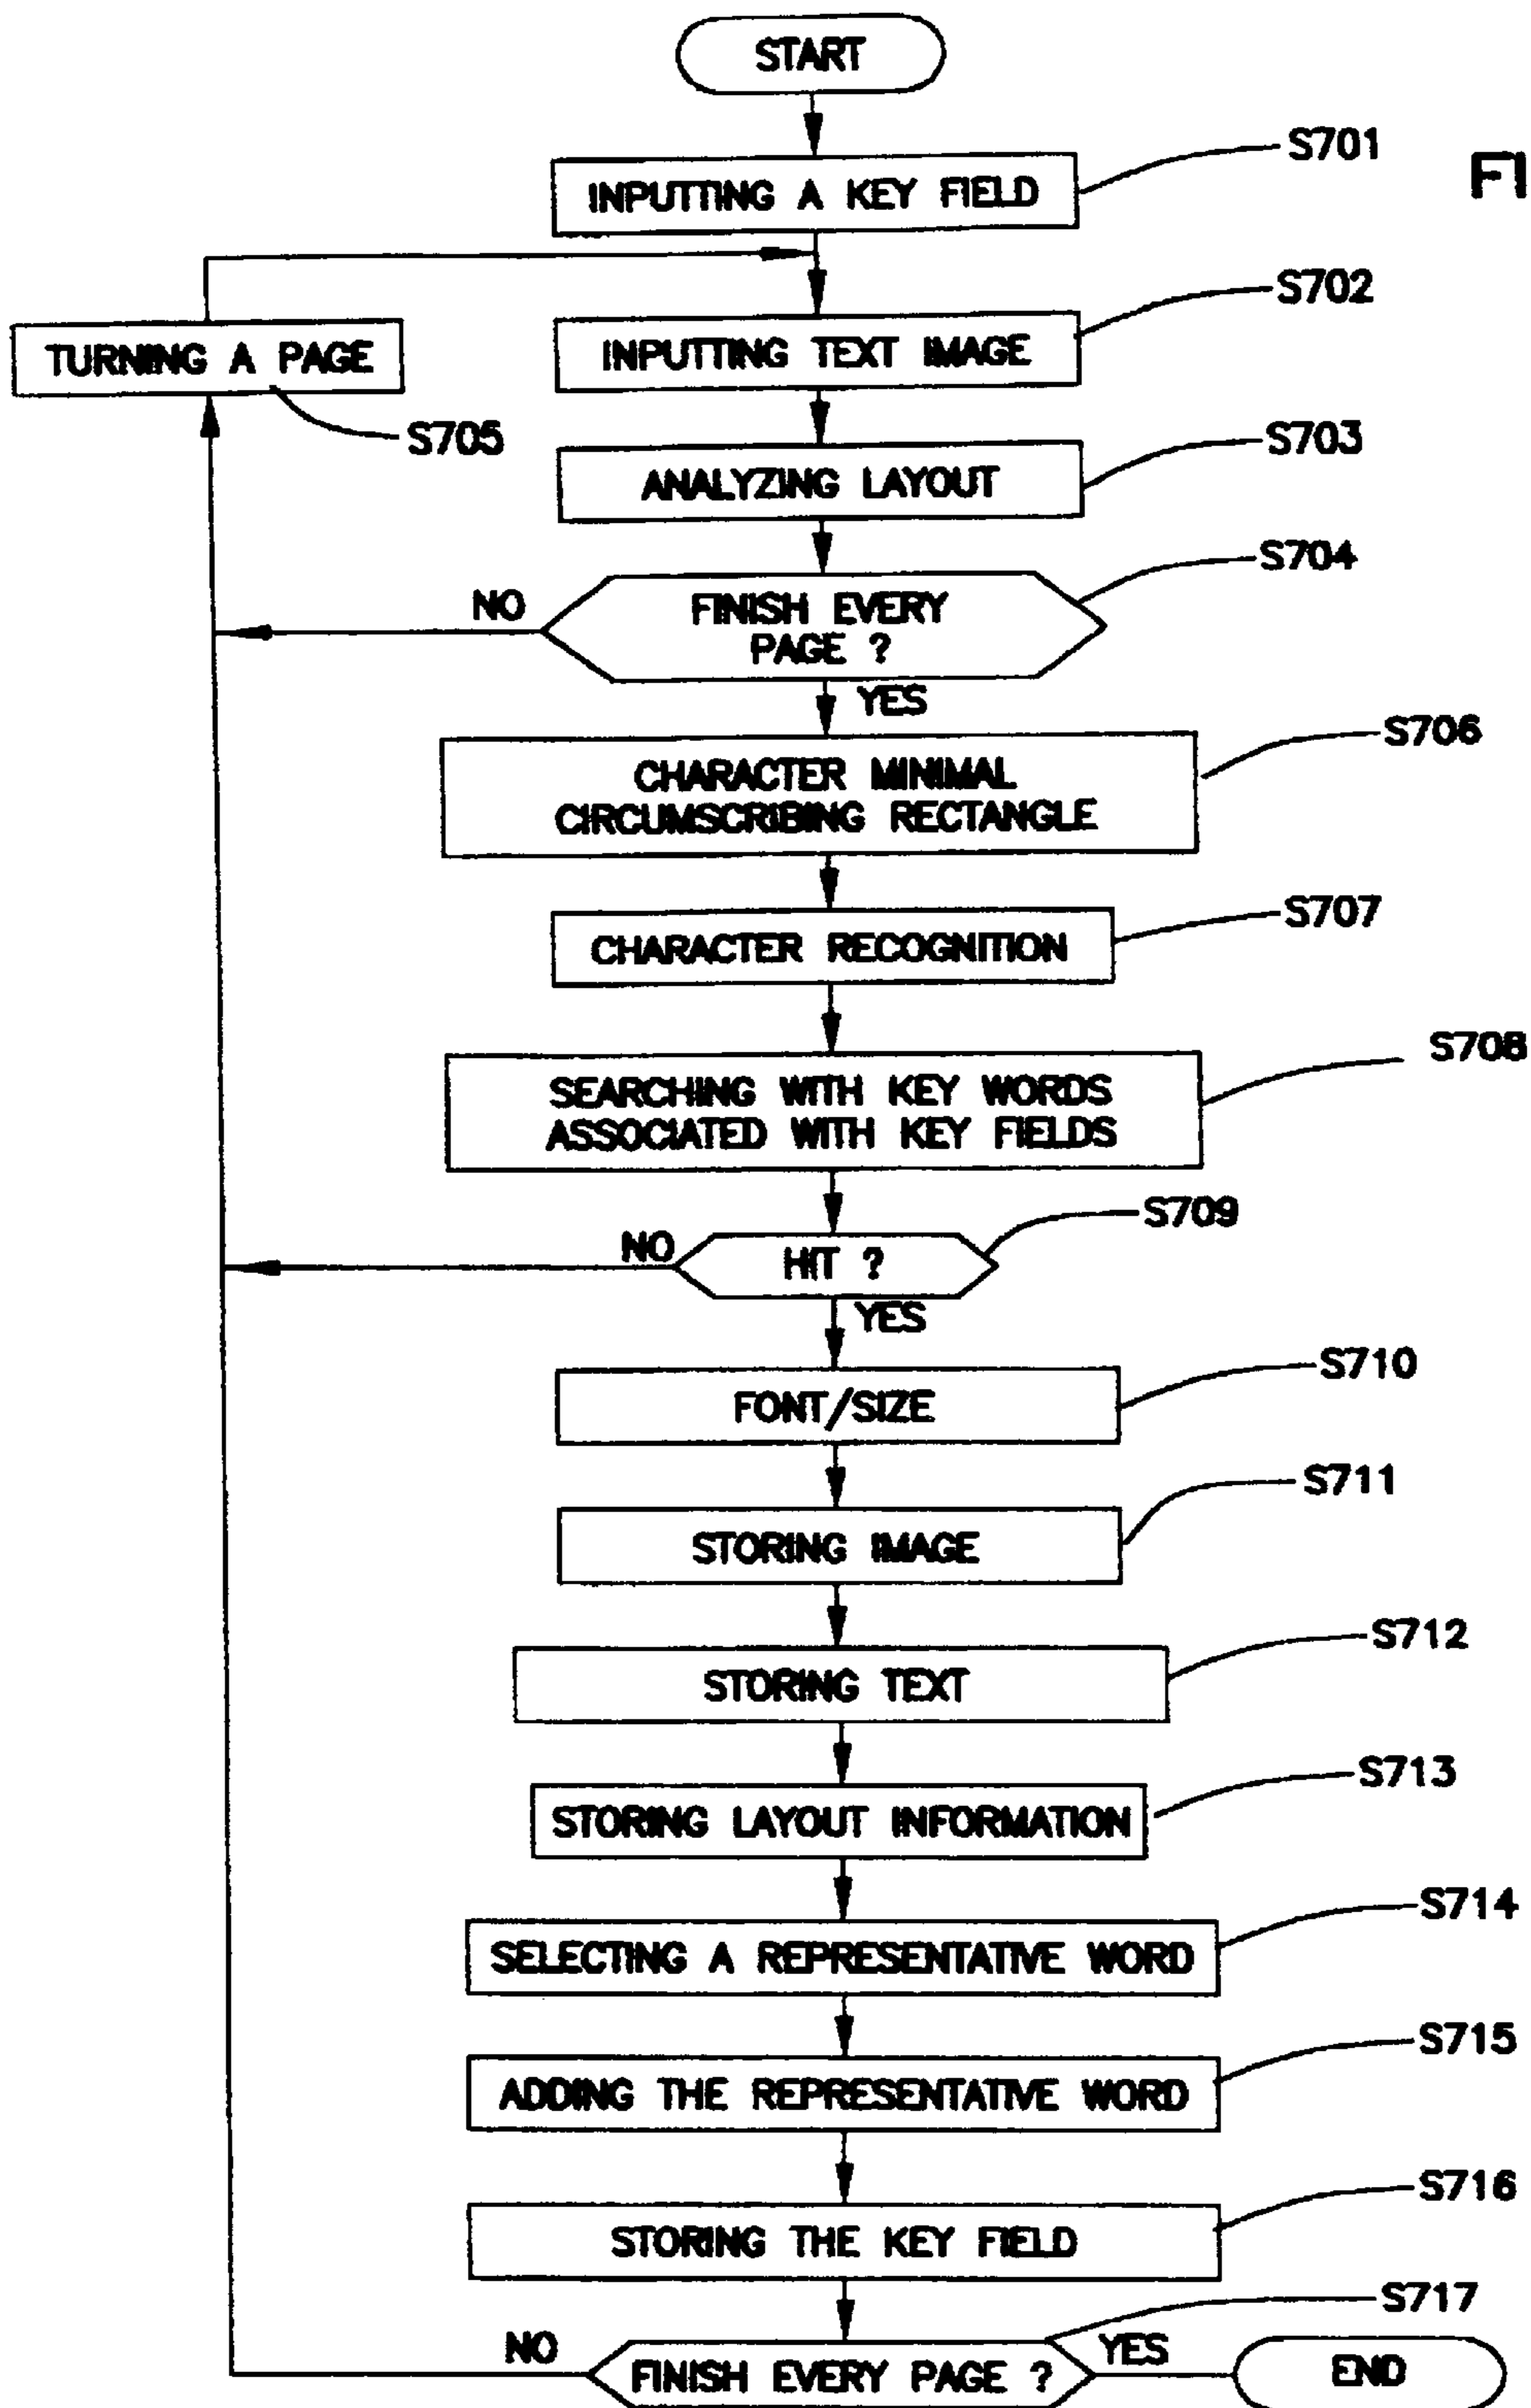 START
S701
FI
INPUTTING A KEY FIELD
S702
TURNING A PAGE
INPUTTING TEXT IMAGE
S705
S703
ANALYZING LAYOUT
S704
NO
FINISH EVERY
PAGE ?
YES
S706
CHARACTER MINIMAL
CIRCUMSCRIBING RECTANGLE
S707
CHARACTER RECOGNITION
S708
SEARCHING WITH KEY WORDS
ASSOCIATED WITH KEY FIELDS
S709
NO
HIT ?
YES
S710
FONT/SIZE
S711
STORING IMAGE
S712
STORING TEXT
S713
STORING LAYOUT INFORMATION
S714
SELECTING A REPRESENTATIVE WORD
S715
ADDING THE REPRESENTATIVE WORD
S716
STORING THE KEY FIELD
S717
NO
FINISH EVERY PAGE ?
YES
END